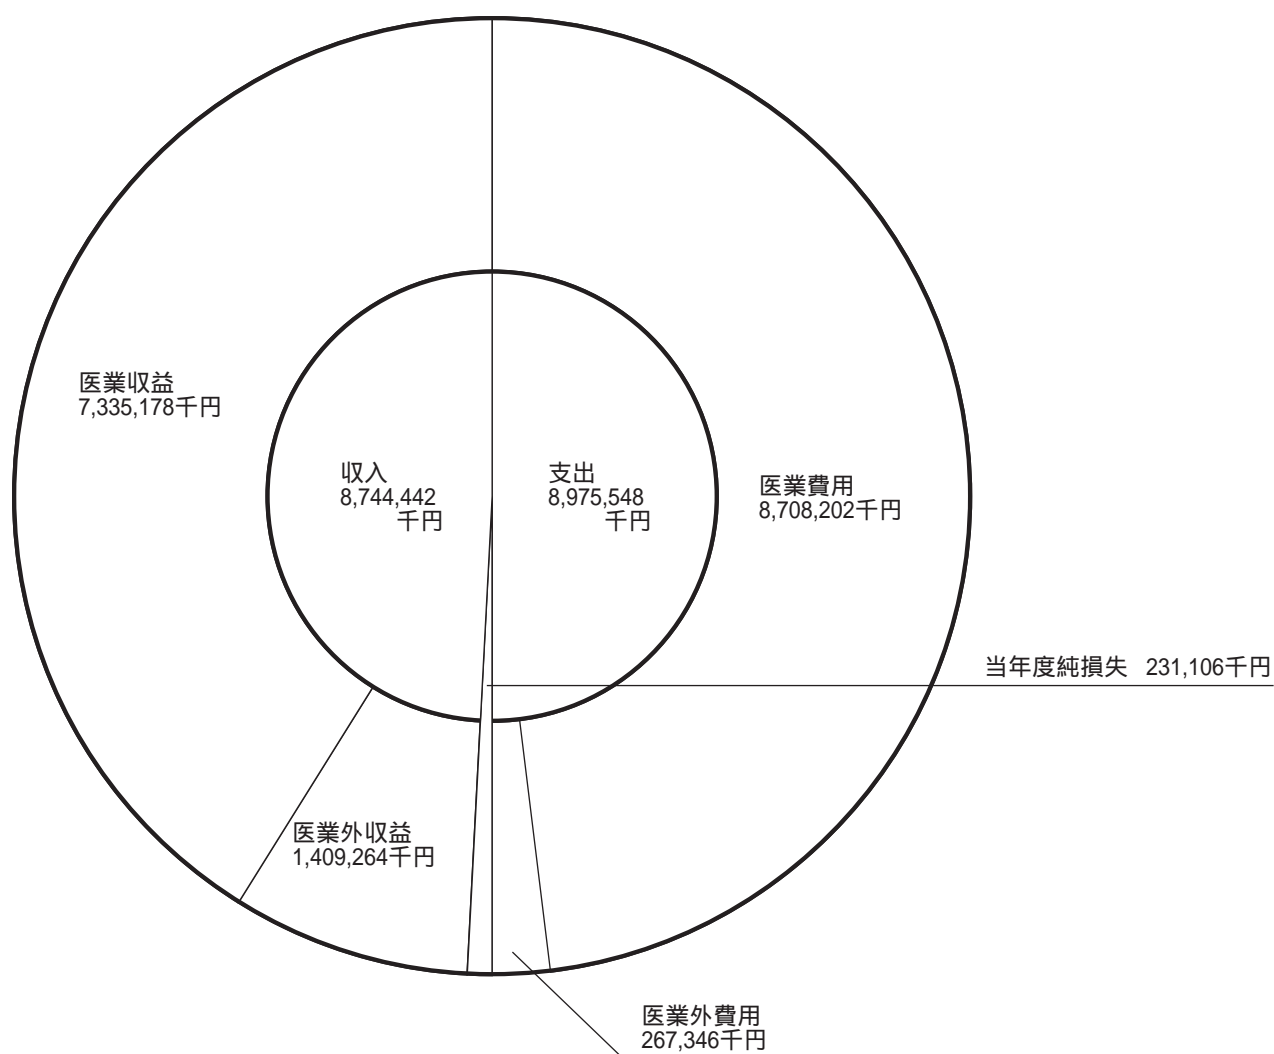 医業収益
7,335,178千円
収入
8,744,442
千円
支出
8,975,548
千円
医業費用
8,708,202千円
当年度純損失 231,106千円
医業外収益
1,409,264千円
医業外費用
267,346千円